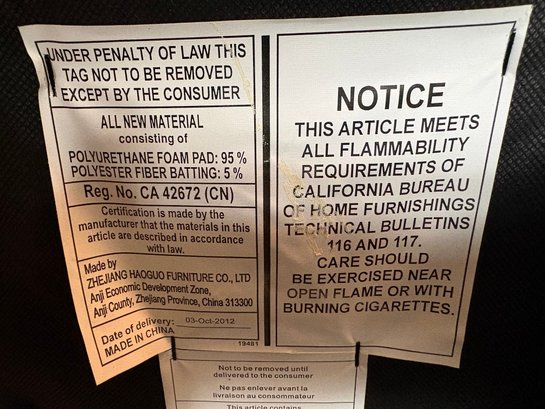 UNDER PENALTY OF LAW THIS
TAG NOT TO BE REMOVED
EXCEPT BY THE CONSUMER
ALL NEW MATERIAL
consisting of
POLYURETHANE FOAM PAD: 95 %
POLYESTER FIBER BATTING: 5 %
Reg. No. CA 42672 (CN)
Certification is made by the
manufacturer that the materials in this
article are described in accordance
with law.
Made by
ZHEJIANG HAOGUO FURNITURE CO., LTD
Anji Economic Development Zone,
Anji County, Zhejiang Province, China 313300
Date of delivery: 03-Oct-2012
MADE IN CHINA
19481
NOTICE
THIS ARTICLE MEETS
ALL FLAMMABILITY
REQUIREMENTS OF
CALIFORNIA BUREAU
OF HOME FURNISHINGS
TECHNICAL BULLETINS
116 AND 117.
CARE SHOULD
BE EXERCISED NEAR
OPEN FLAME OR WITH
BURNING CIGARETTES.
Not to be removed until
delivered to the consumer
Ne pas enlever avant la
livraison au consommateur
This article contains